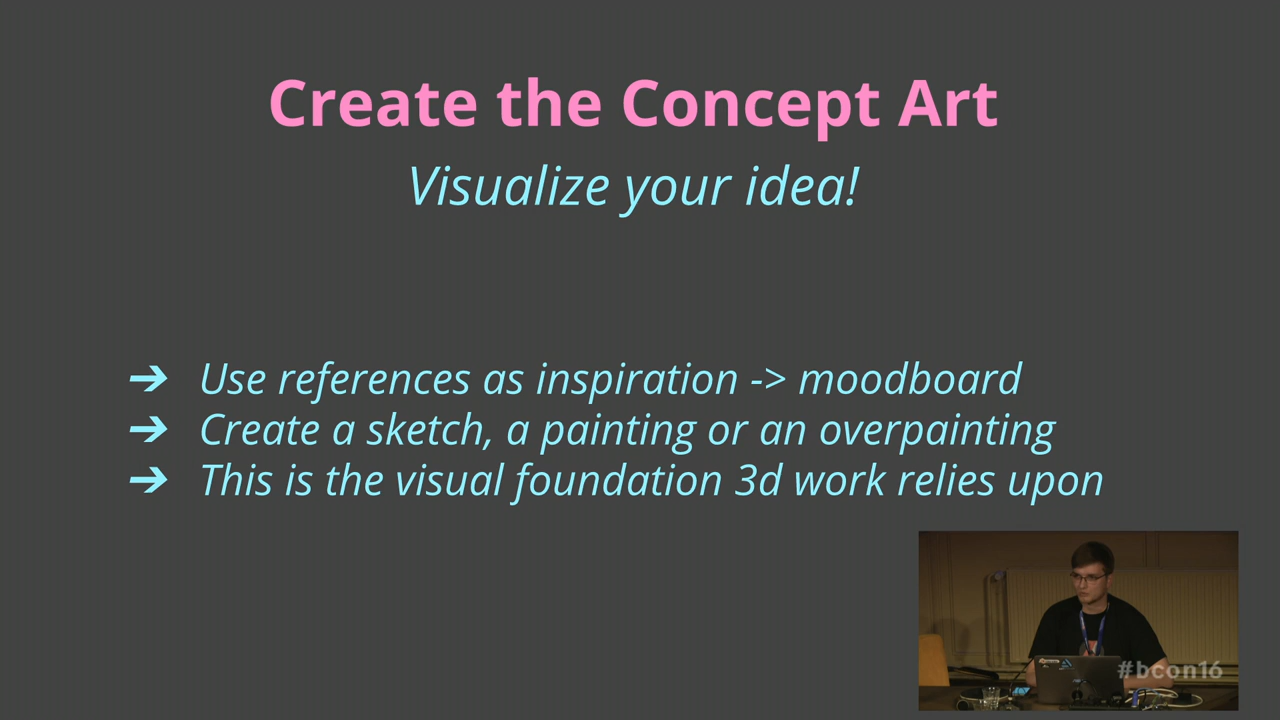 Create the Concept Art
Visualize your idea!
➔ Use references as inspiration -> moodboard
➔ Create a sketch, a painting or an overpainting
➔ This is the visual foundation 3d work relies upon
#bcon16